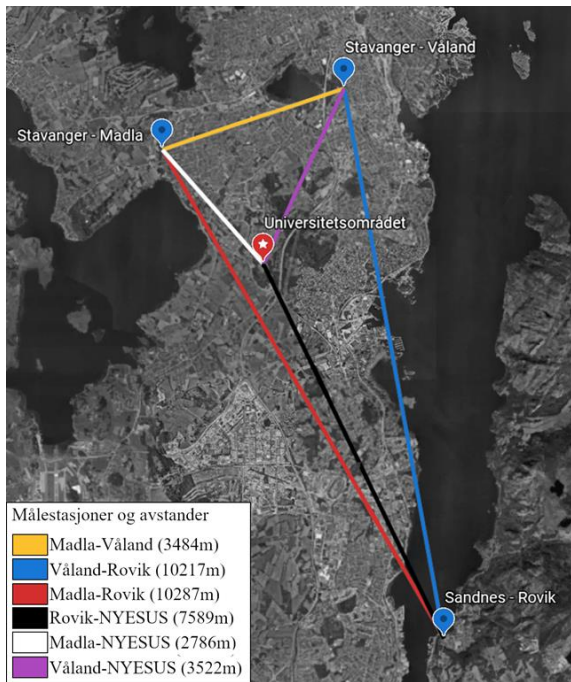 Stavanger - Våland
Stavanger - Madla
Universitetsområdet
Målestasjoner og avstander
Madla-Våland (3484m)
Våland-Rovik (10217m)
Madla-Rovik (10287m)
Rovik-NYESUS (7589m)
Madla-NYESUS (2786m)
Våland-NYESUS (3522m)
Sandnes - Rovik